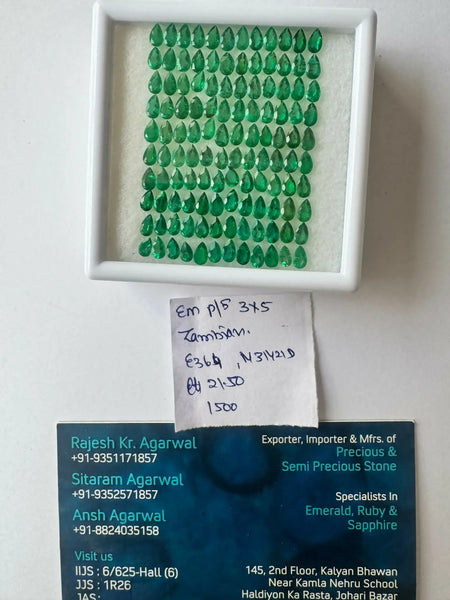 Em P/S 3x5
Zambian.
E364
21.50
1500
Rajesh Kr. Agarwal
+91-9351171857
Sitaram Agarwal
+91-9352571857
Ansh Agarwal
+91-8824035158
Visit us
IIJS : 6/625-Hall (6)
JJS : 1R26
JAS :
Exporter, Importer & Mfrs. of
Precious &
Semi Precious Stone
Specialists In
Emerald, Ruby &
Sapphire
145, 2nd Floor, Kalyan Bhawan
Near Kamla Nehru School
Haldiyon Ka Rasta, Johari Bazar